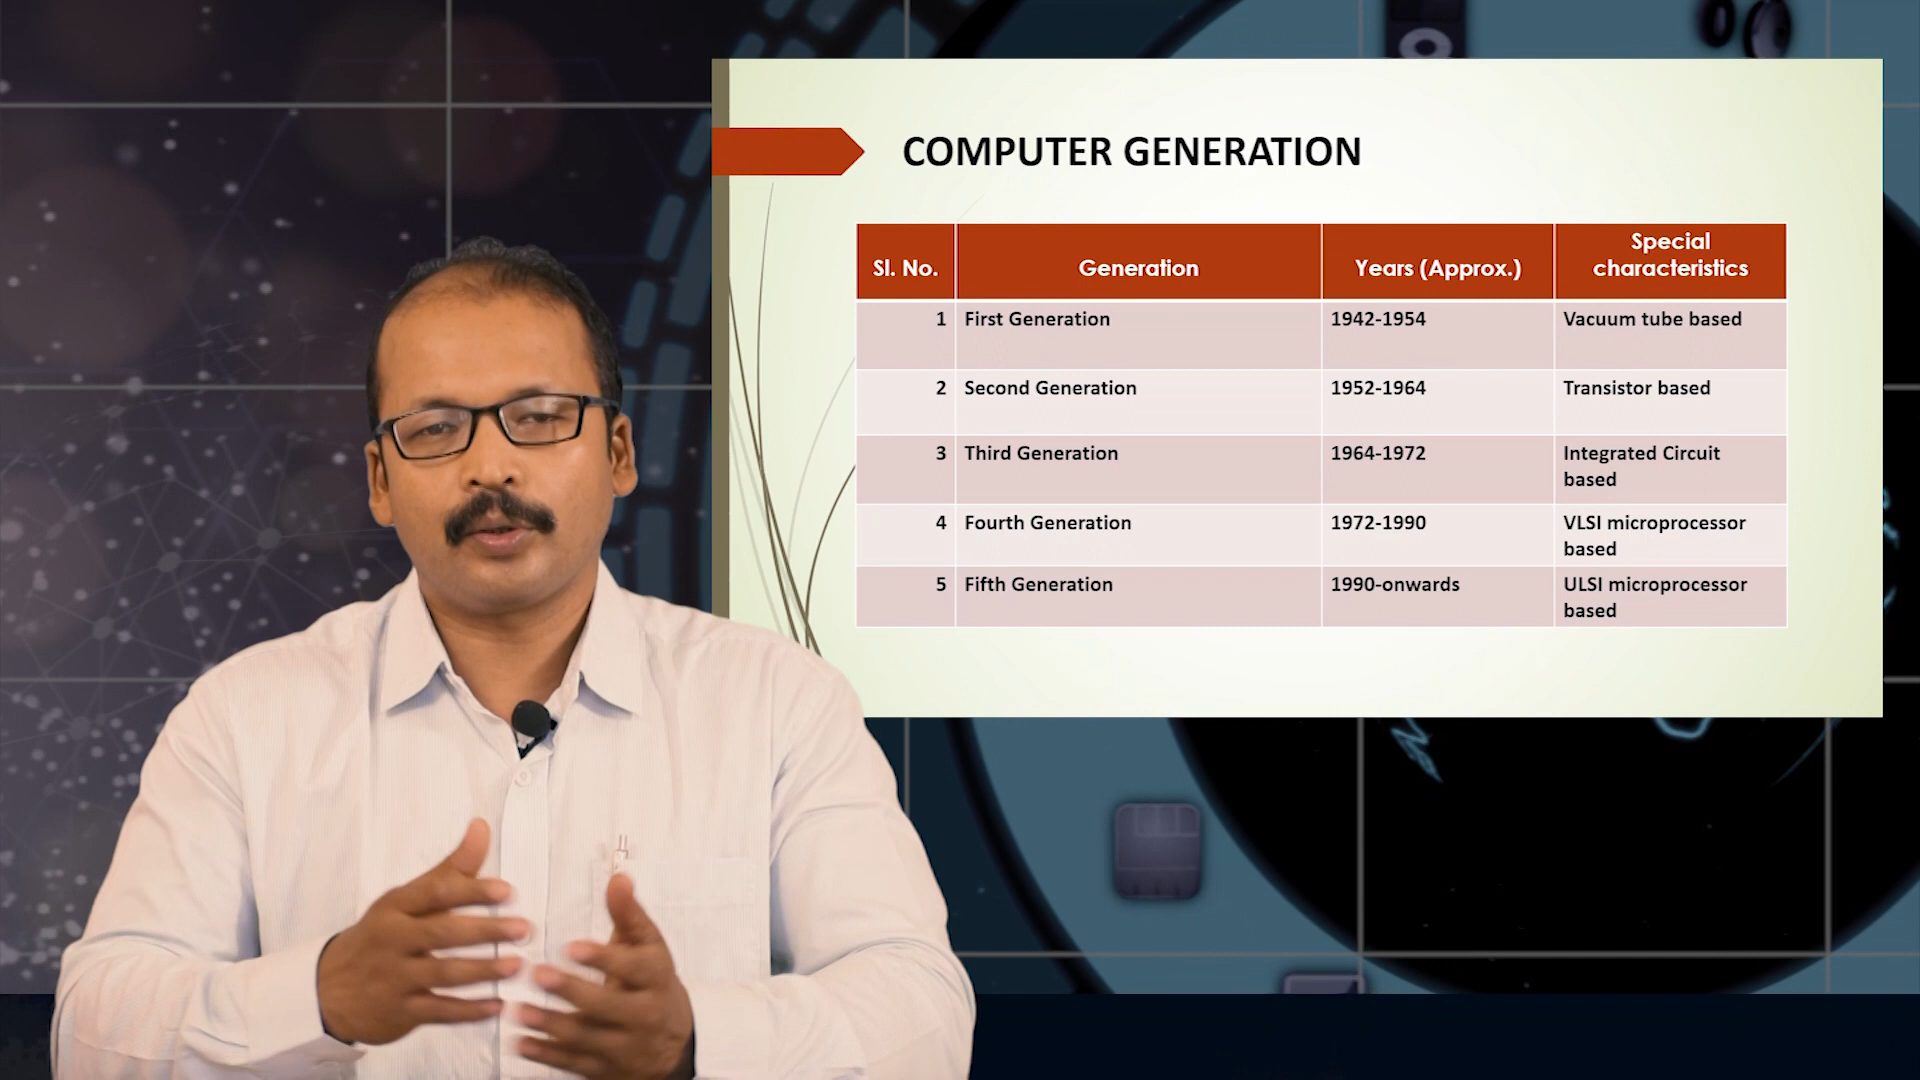 COMPUTER GENERATION
Sl. No. Generation Years (Approx.) Special
characteristics
1 First Generation 1942-1954 Vacuum tube based
2 Second Generation 1952-1964 Transistor based
3 Third Generation 1964-1972 Integrated Circuit
based
4 Fourth Generation 1972-1990 VLSI microprocessor
based
5 Fifth Generation 1990-onwards ULSI microprocessor
based